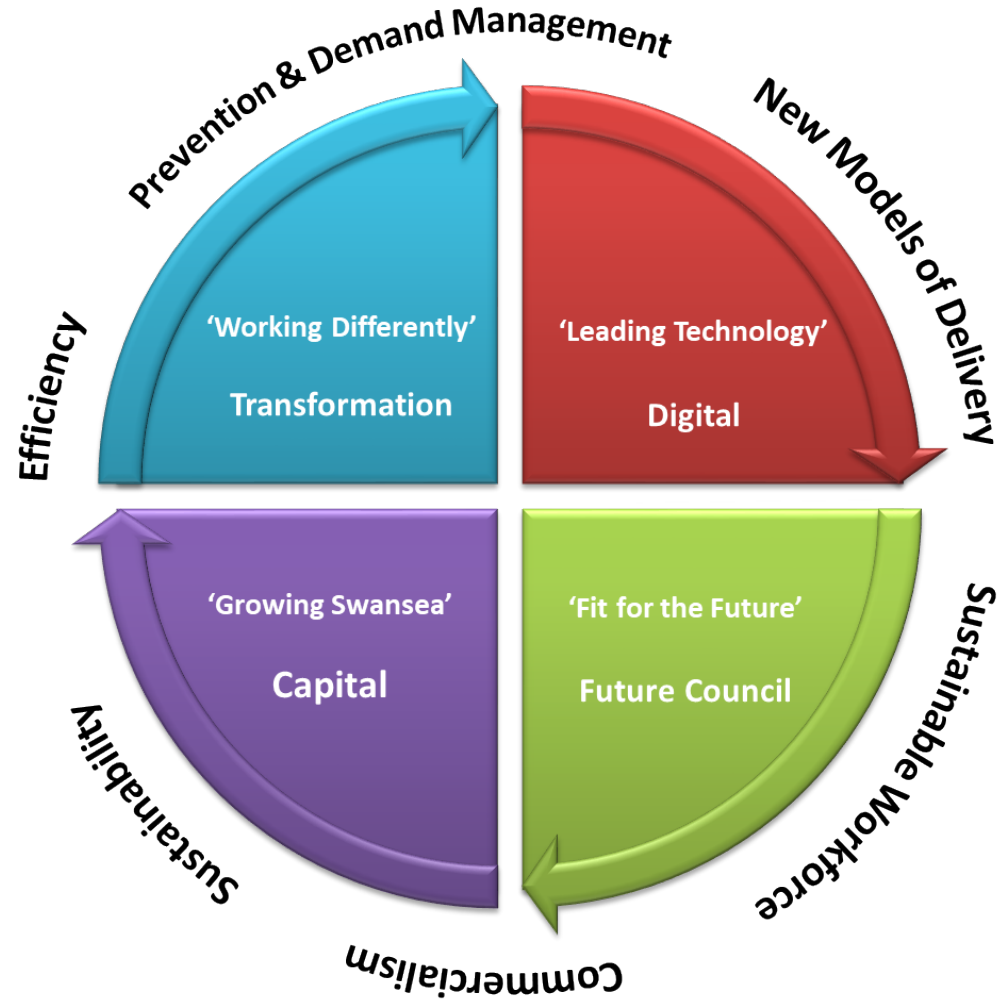 Prevention & Demand Management
New Models of Delivery
Efficiency
‘Working Differently’
Transformation
‘Leading Technology’
Digital
‘Growing Swansea’
Capital
‘Fit for the Future’
Future Council
Sustainable Workforce
Sustainability
Commercialism